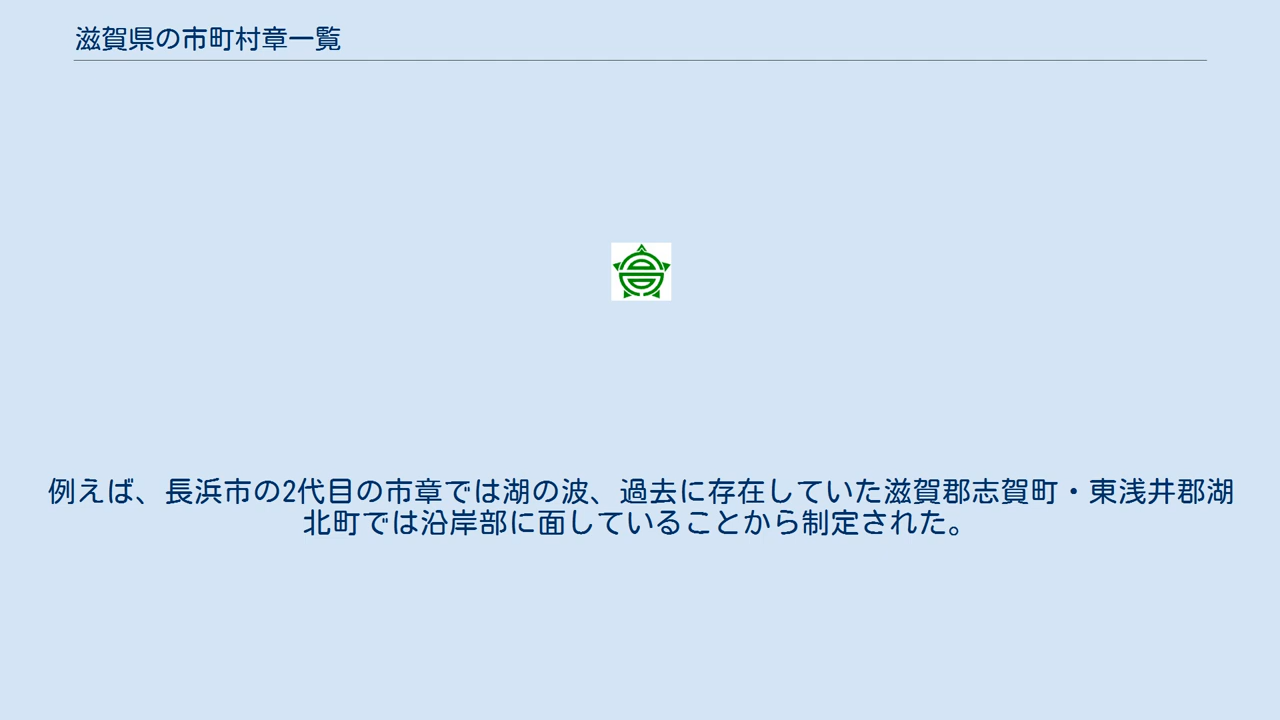 滋賀県の市町村章一覧
例えば、長浜市の2代目の市章では湖の波、過去に存在していた滋賀郡志賀町・東浅井郡湖
北町では沿岸部に面していることから制定された。